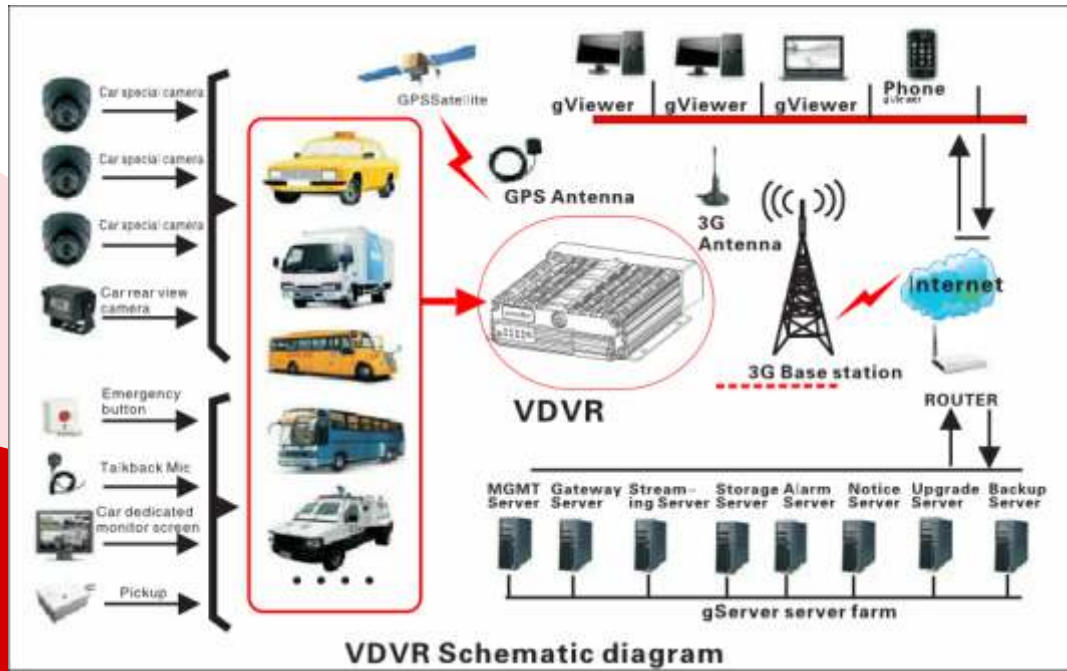 Car special camera
Car special camera
Car special camera
Car rear view
camera
Emergency
button
Talkback Mic
Car dedicated
monitor screen
Pickup
GPSSatellite
GPS Antenna
VDVR
gViewer
gViewer
gViewer
Phone
gViewer
3G
Antenna
3G Base station
Internet
ROUTER
MGMT
Server
Gateway
Server
Stream-
ing Server
Storage
Server
Alarm
Server
Notice
Server
Upgrade
Server
Backup
Server
gServer server farm
VDVR Schematic diagram